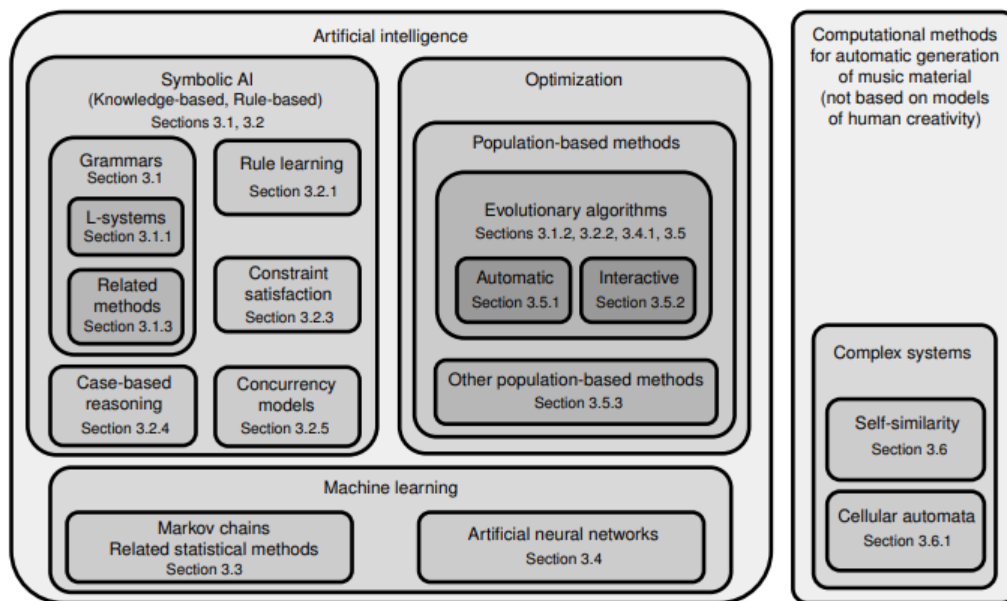 Artificial intelligence
Symbolic AI
(Knowledge-based, Rule-based)
Sections 3.1, 3.2
Grammars
Section 3.1
L-systems
Section 3.1.1
Related
methods
Section 3.1.3
Rule learning
Section 3.2.1
Constraint
satisfaction
Section 3.2.3
Case-based
reasoning
Section 3.2.4
Concurrency
models
Section 3.2.5
Optimization
Population-based methods
Evolutionary algorithms
Sections 3.1.2, 3.2.2, 3.4.1, 3.5
Automatic
Section 3.5.1
Interactive
Section 3.5.2
Other population-based methods
Section 3.5.3
Machine learning
Markov chains
Related statistical methods
Section 3.3
Artificial neural networks
Section 3.4
Computational methods
for automatic generation
of music material
(not based on models
of human creativity)
Complex systems
Self-similarity
Section 3.6
Cellular automata
Section 3.6.1